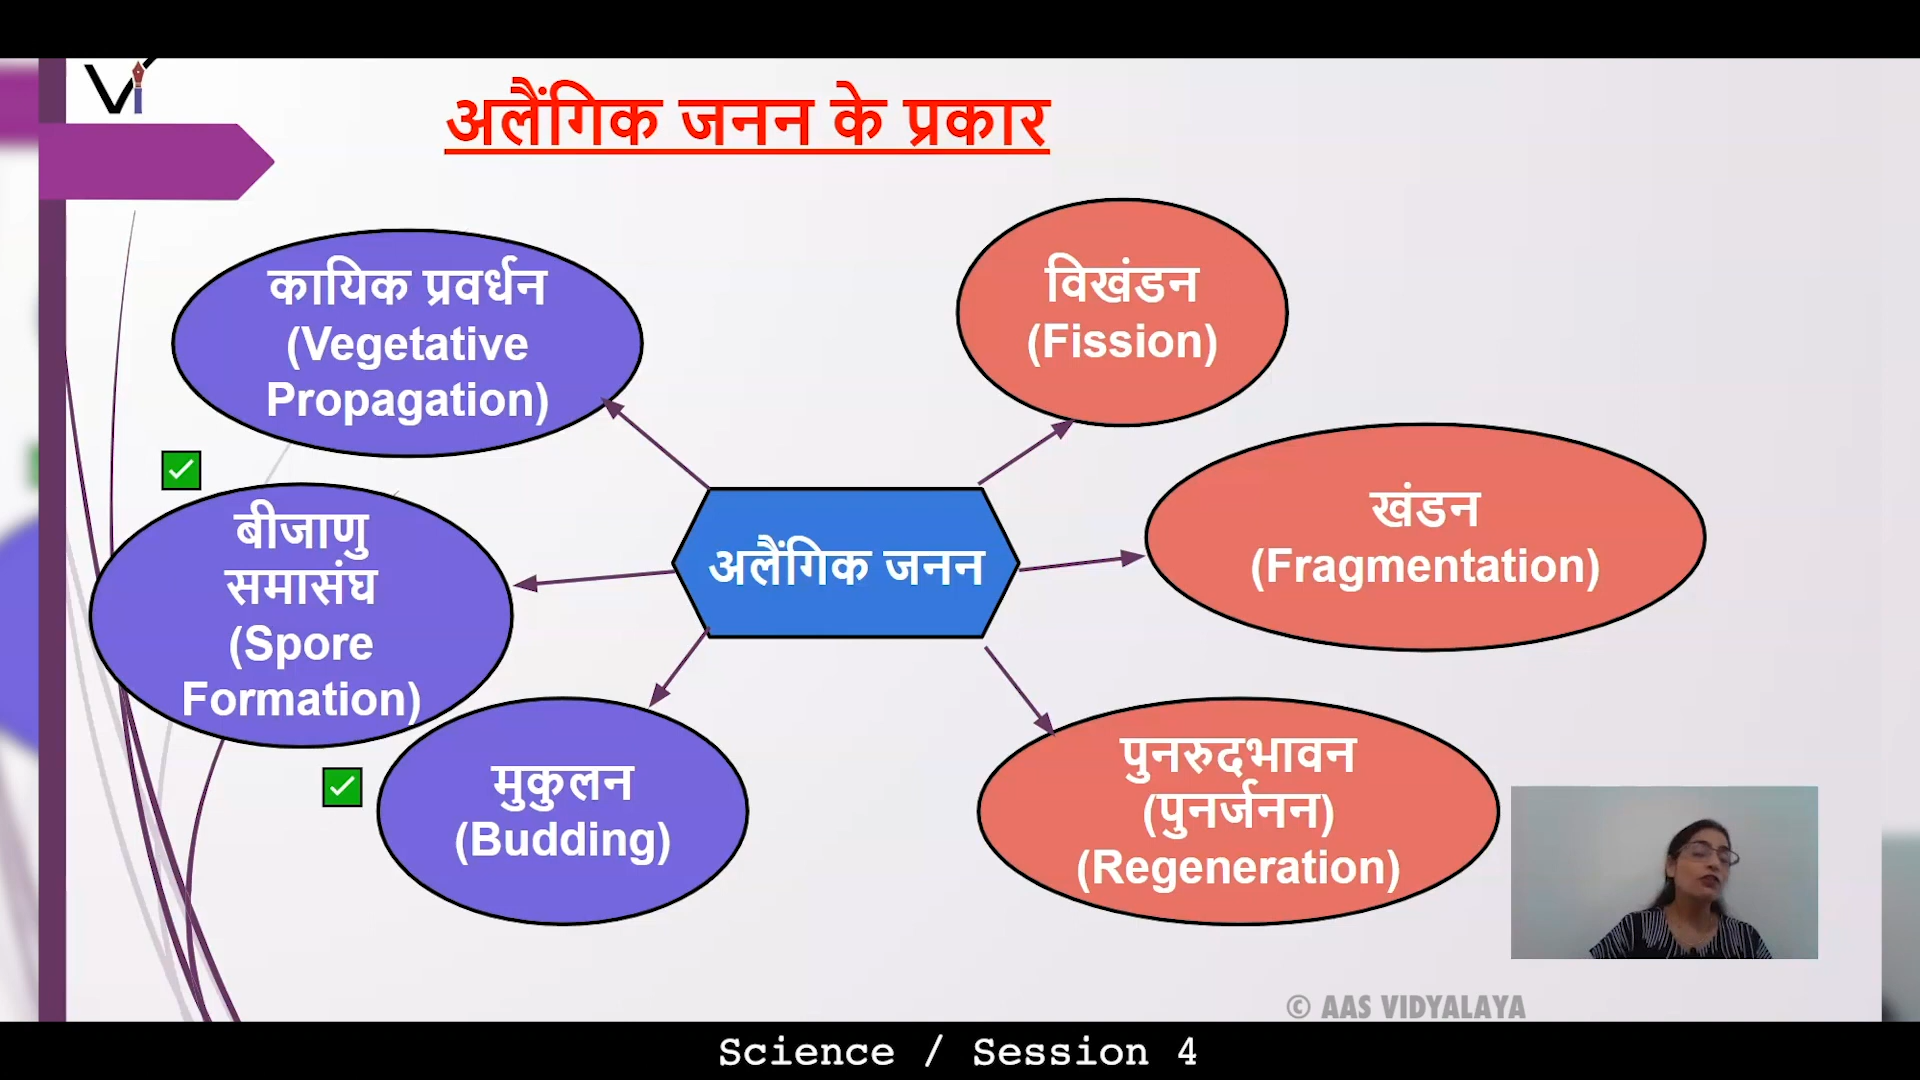 Vi
अलैंगिक जनन के प्रकार
कायिक प्रवर्धन
(Vegetative
Propagation)
विखंडन
(Fission)
बीजाणु
समासंघ
(Spore
Formation)
अलैंगिक जनन
खंडन
(Fragmentation)
मुकुलन
(Budding)
पुनरुदभावन
(पुनर्जनन)
(Regeneration)
© AAS VIDYALAYA
Science / Session 4